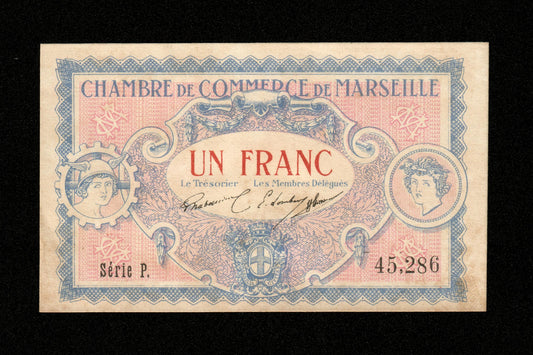 CHAMBRE DE COMMERCE DE MARSEILLE
UN FRANC
Le Trésorier Les Membres Délégués
Série P.
45,286